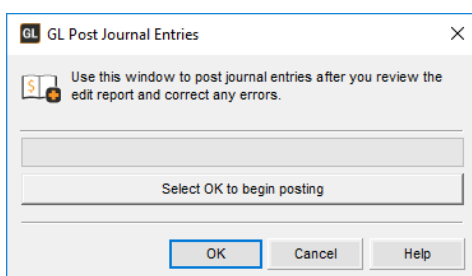 GL GL Post Journal Entries
$
Use this window to post journal entries after you review the
edit report and correct any errors.
Select OK to begin posting
OK Cancel Help